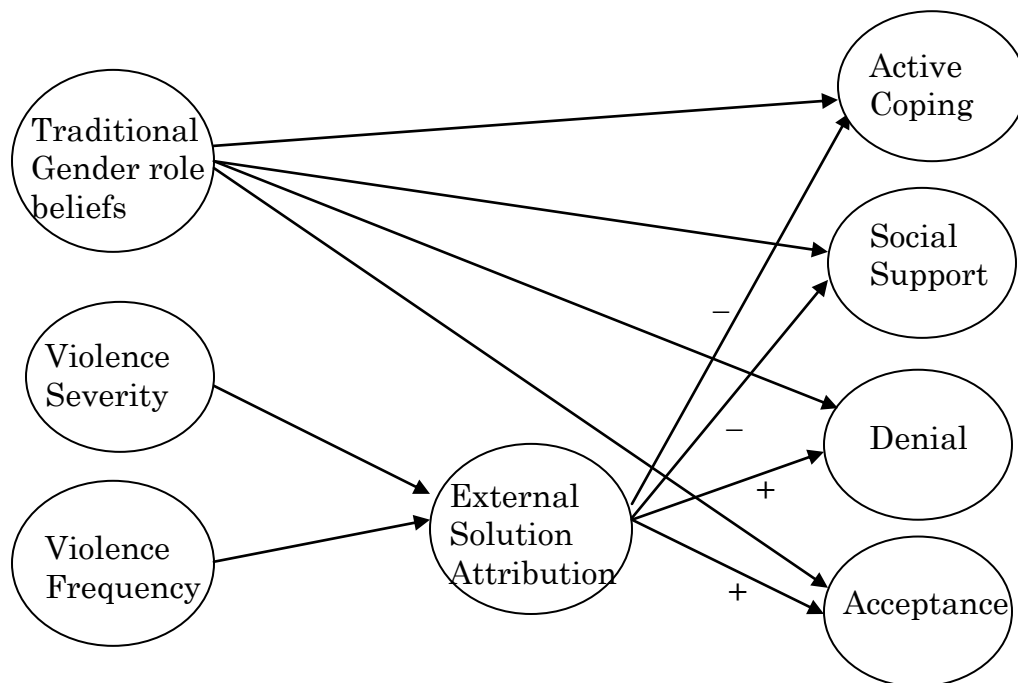 Traditional
Gender role
beliefs
Violence
Severity
Violence
Frequency
External
Solution
Attribution
Active
Coping
Social
Support
Denial
Acceptance
−
−
+
+